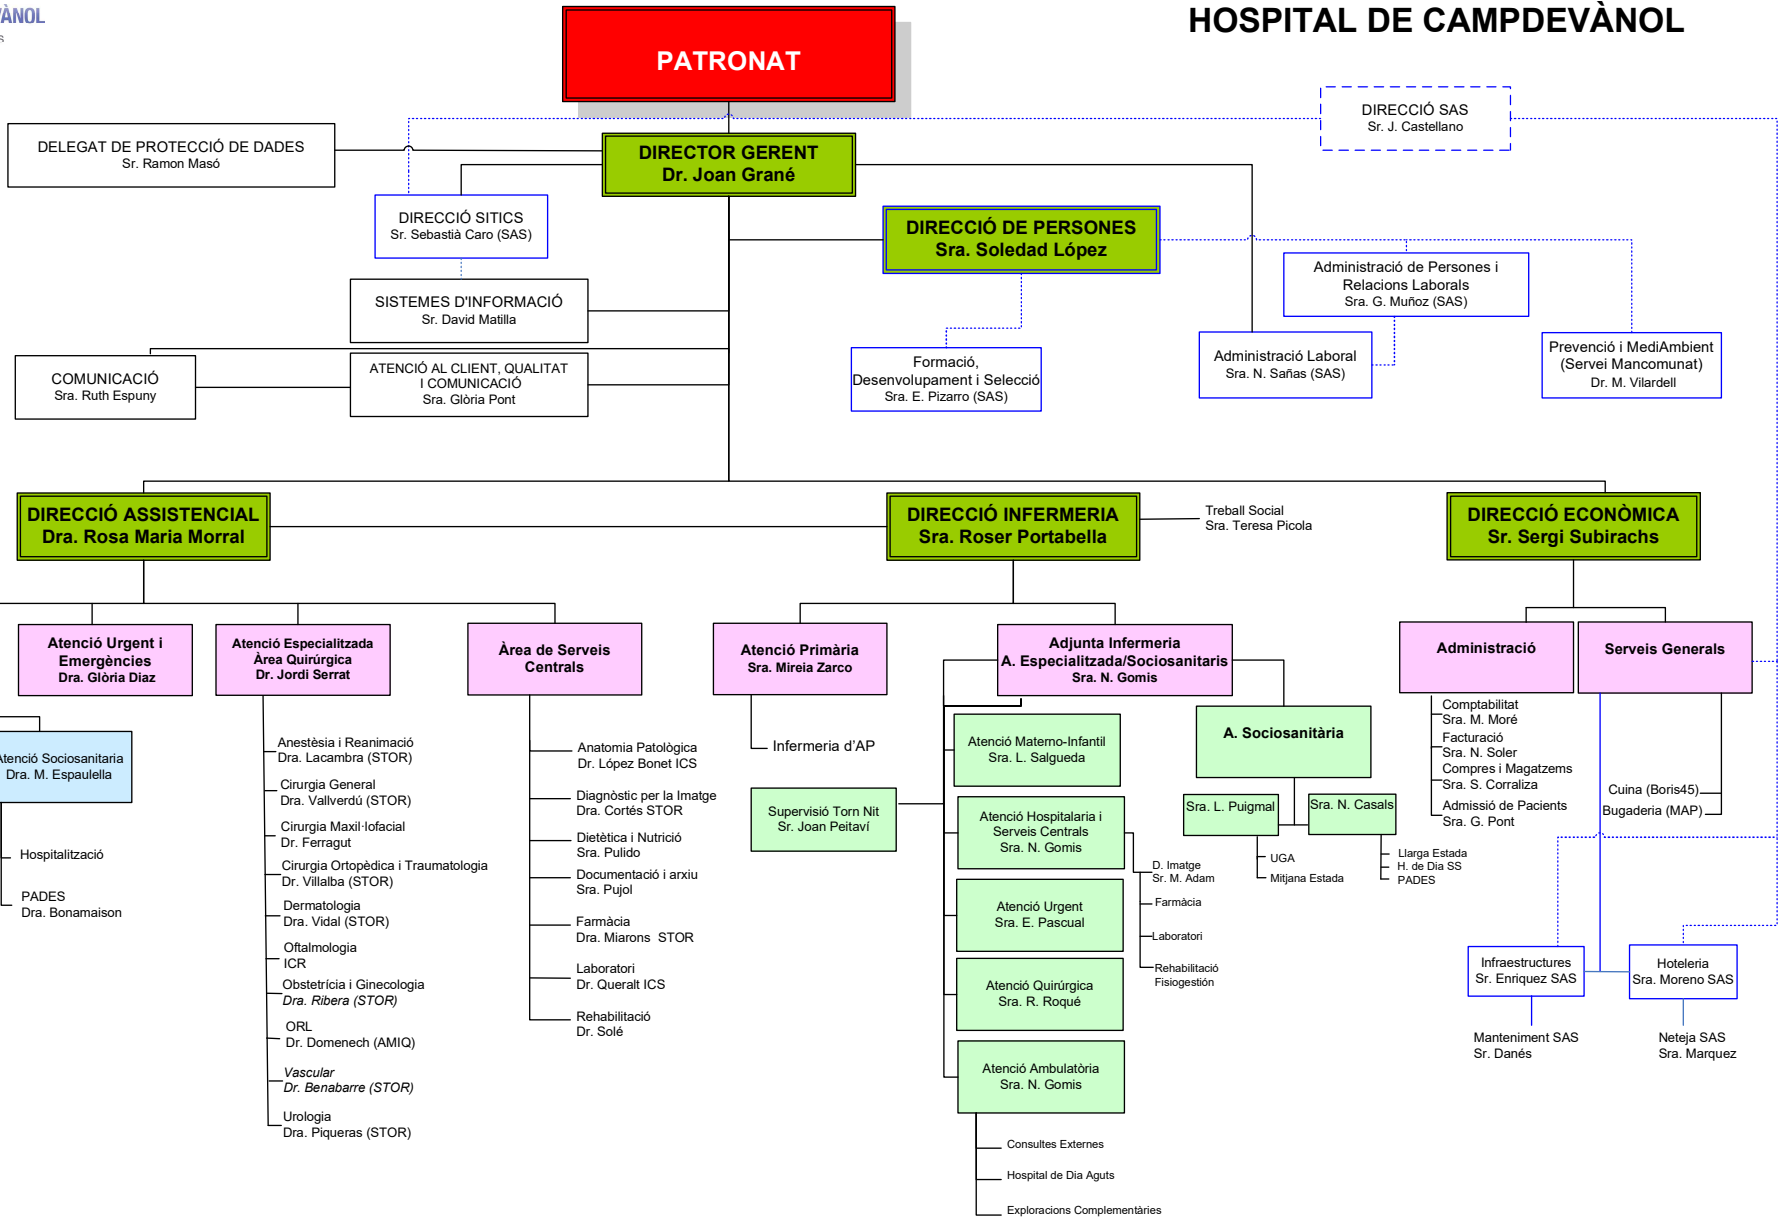 VÀNOL
HOSPITAL DE CAMPDEVÀNOL
PATRONAT
DIRECCIÓ SAS
Sr. J. Castellano
DELEGAT DE PROTECCIÓ DE DADES
Sr. Ramon Masó
DIRECTOR GERENT
Dr. Joan Grané
DIRECCIÓ SITICS
Sr. Sebastià Caro (SAS)
DIRECCIÓ DE PERSONES
Sra. Soledad López
Administració de Persones i
Relacions Laborals
Sra. G. Muñoz (SAS)
SISTEMES D'INFORMACIÓ
Sr. David Matilla
COMUNICACIÓ
Sra. Ruth Espuny
ATENCIÓ AL CLIENT, QUALITAT
I COMUNICACIÓ
Sra. Glòria Pont
Formació,
Desenvolupament i Selecció
Sra. E. Pizarro (SAS)
Administració Laboral
Sra. N. Sañas (SAS)
Prevenció i MediAmbient
(Servei Mancomunat)
Dr. M. Vilardell
DIRECCIÓ ASSISTENCIAL
Dra. Rosa Maria Morral
DIRECCIÓ INFERMERIA
Sra. Roser Portabella
Treball Social
Sra. Teresa Picola
DIRECCIÓ ECONÒMICA
Sr. Sergi Subirachs
Atenció Urgent i
Emergències
Dra. Glòria Diaz
Atenció Especialitzada
Àrea Quirúrgica
Dr. Jordi Serrat
Àrea de Serveis
Centrals
Atenció Primària
Sra. Mireia Zarco
Adjunta Infermeria
A. Especialitzada/Sociosanitaris
Sra. N. Gomis
Administració
Serveis Generals
Atenció Sociosanitaria
Dra. M. Espaulella
Hospitalització
PADES
Dra. Bonamaison
Anestèsia i Reanimació
Dra. Lacambra (STOR)
Cirurgia General
Dra. Vallverdú (STOR)
Cirurgia Maxil·lofacial
Dr. Ferragut
Cirurgia Ortopèdica i Traumatologia
Dr. Villalba (STOR)
Dermatologia
Dra. Vidal (STOR)
Oftalmologia
ICR
Obstetrícia i Ginecologia
Dra. Ribera (STOR)
ORL
Dr. Domenech (AMIQ)
Vascular
Dr. Benabarre (STOR)
Urologia
Dra. Piqueras (STOR)
Anatomia Patològica
Dr. López Bonet ICS
Diagnòstic per la Imatge
Dra. Cortés STOR
Dietètica i Nutrició
Sra. Pulido
Documentació i arxiu
Sra. Pujol
Farmàcia
Dra. Miarons STOR
Laboratori
Dr. Queralt ICS
Rehabilitació
Dr. Solé
Infermeria d'AP
Supervisió Torn Nit
Sr. Joan Peitaví
Atenció Materno-Infantil
Sra. L. Salgueda
Atenció Hospitalaria i
Serveis Centrals
Sra. N. Gomis
Atenció Urgent
Sra. E. Pascual
Atenció Quirúrgica
Sra. R. Roqué
Atenció Ambulatòria
Sra. N. Gomis
Consultes Externes
Hospital de Dia Aguts
Exploracions Complementàries
D. Imatge
Sr. M. Adam
Farmàcia
Laboratori
Rehabilitació
Fisiogestión
A. Sociosanitària
Sra. L. Puigmal
Sra. N. Casals
UGA
Mitjana Estada
Llarga Estada
H. de Dia SS
PADES
Comptabilitat
Sra. M. Moré
Facturació
Sra. N. Soler
Compres i Magatzems
Sra. S. Corraliza
Admissió de Pacients
Sra. G. Pont
Cuina (Boris45)
Bugaderia (MAP)
Infraestructures
Sr. Enriquez SAS
Hoteleria
Sra. Moreno SAS
Manteniment SAS
Sr. Danés
Neteja SAS
Sra. Marquez